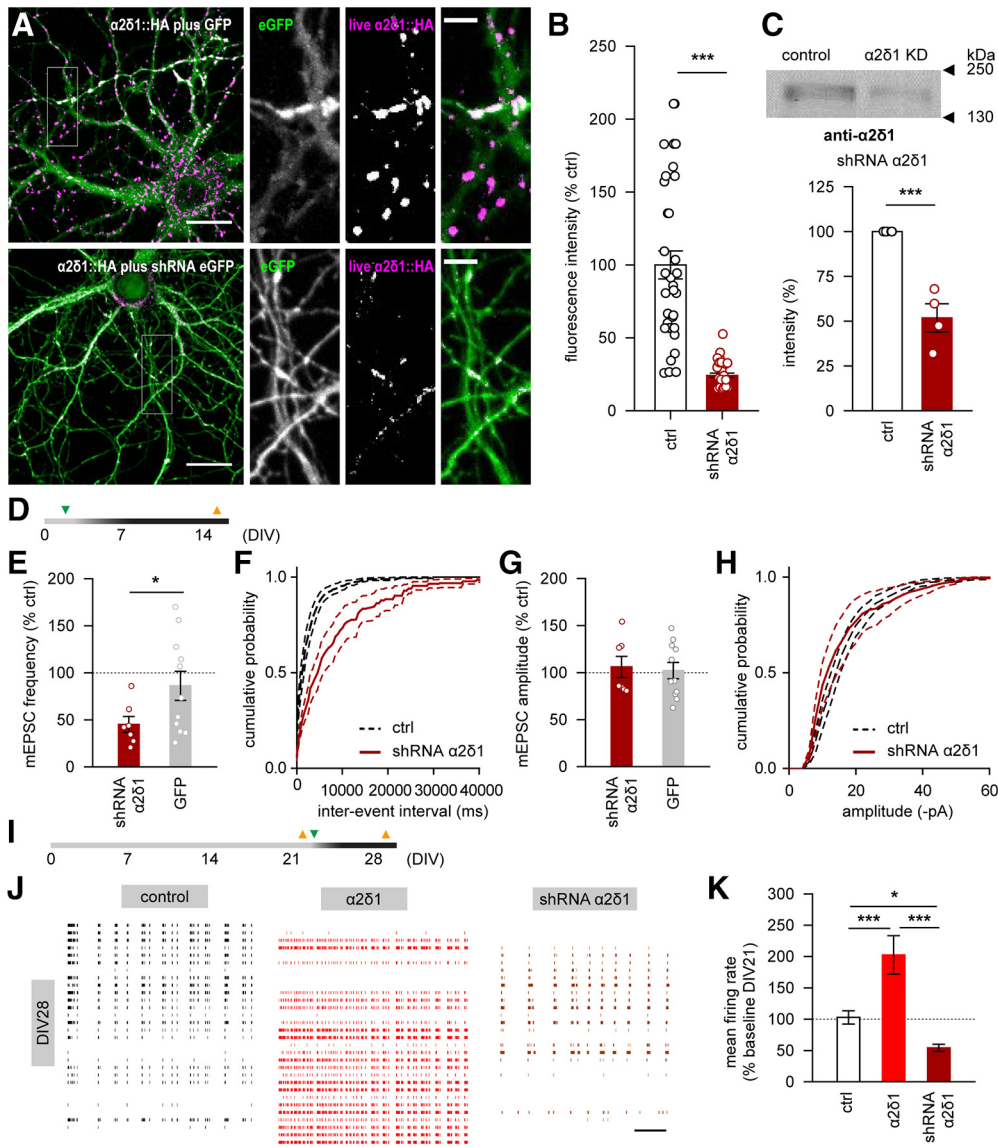 A
α2δ1::HA plus GFP
eGFP
live α2δ1::HA
α2δ1::HA plus shRNA eGFP
eGFP
live α2δ1::HA
B
fluorescence intensity (% ctrl)
250
200
150
100
50
0
***
ctrl
shRNA
α2δ1
C
control
α2δ1 KD
kDa
250
130
anti-α2δ1
shRNA α2δ1
intensity (%)
125
100
75
50
25
0
***
ctrl
shRNA
α2δ1
D
0
7
14
(DIV)
E
mEPSC frequency (% ctrl)
200
150
100
50
0
*
shRNA
α2δ1
GFP
F
cumulative probability
1.0
0.5
0.0
ctrl
shRNA α2δ1
0
10000
20000
30000
40000
inter-event interval (ms)
G
mEPSC amplitude (% ctrl)
200
150
100
50
0
shRNA
α2δ1
GFP
H
cumulative probability
1.0
0.5
0.0
ctrl
shRNA α2δ1
0
20
40
60
amplitude (-pA)
I
0
7
14
21
28
(DIV)
J
control
α2δ1
shRNA α2δ1
DIV28
K
mean firing rate
(% baseline DIV21)
300
250
200
150
100
50
0
*
***
***
ctrl
α2δ1
shRNA
α2δ1